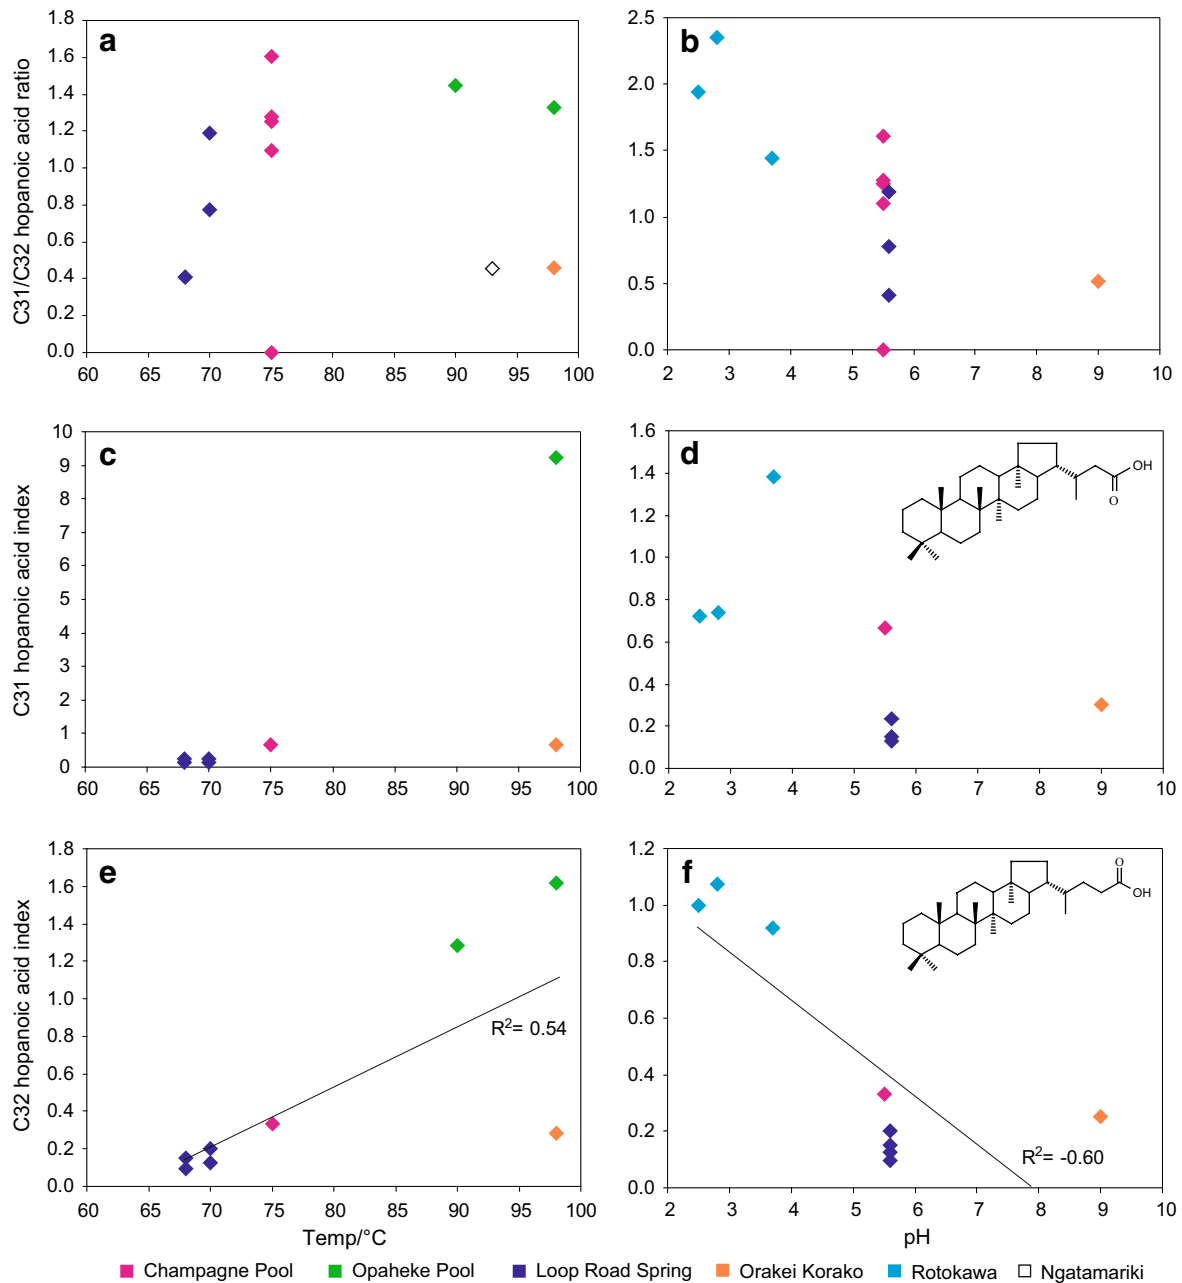 a
C31/C32 hopanoic acid ratio
1.8
1.6
1.4
1.2
1.0
0.8
0.6
0.4
0.2
0.0
60 65 70 75 80 85 90 95 100
b
2.5
2.0
1.5
1.0
0.5
0.0
2 3 4 5 6 7 8 9 10
c
C31 hopanoic acid index
10
9
8
7
6
5
4
3
2
1
0
60 65 70 75 80 85 90 95 100
d
1.6
1.4
1.2
1.0
0.8
0.6
0.4
0.2
0.0
OH
O
2 3 4 5 6 7 8 9 10
e
C32 hopanoic acid index
1.8
1.6
1.4
1.2
1.0
0.8
0.6
0.4
0.2
0.0
R²= 0.54
60 65 70 75 80 85 90 95 100
Temp/°C
f
1.2
1.0
0.8
0.6
0.4
0.2
0.0
O
OH
R²= -0.60
2 3 4 5 6 7 8 9 10
pH
Champagne Pool Opaheke Pool Loop Road Spring Orakei Korako Rotokawa Ngatamariki